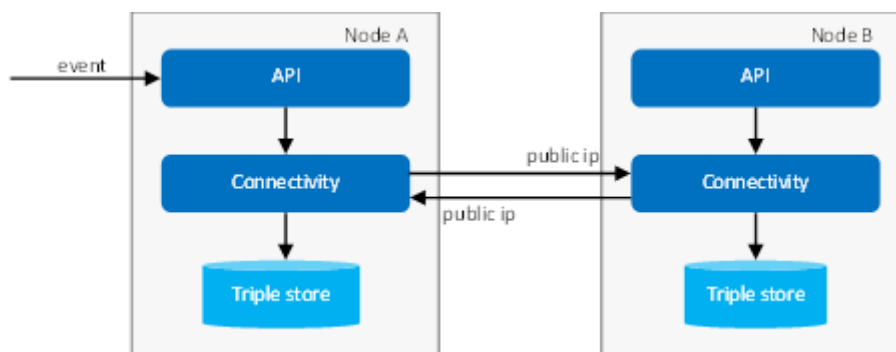 Node A
Node B
event
API
API
public ip
Connectivity
Connectivity
public ip
Triple store
Triple store